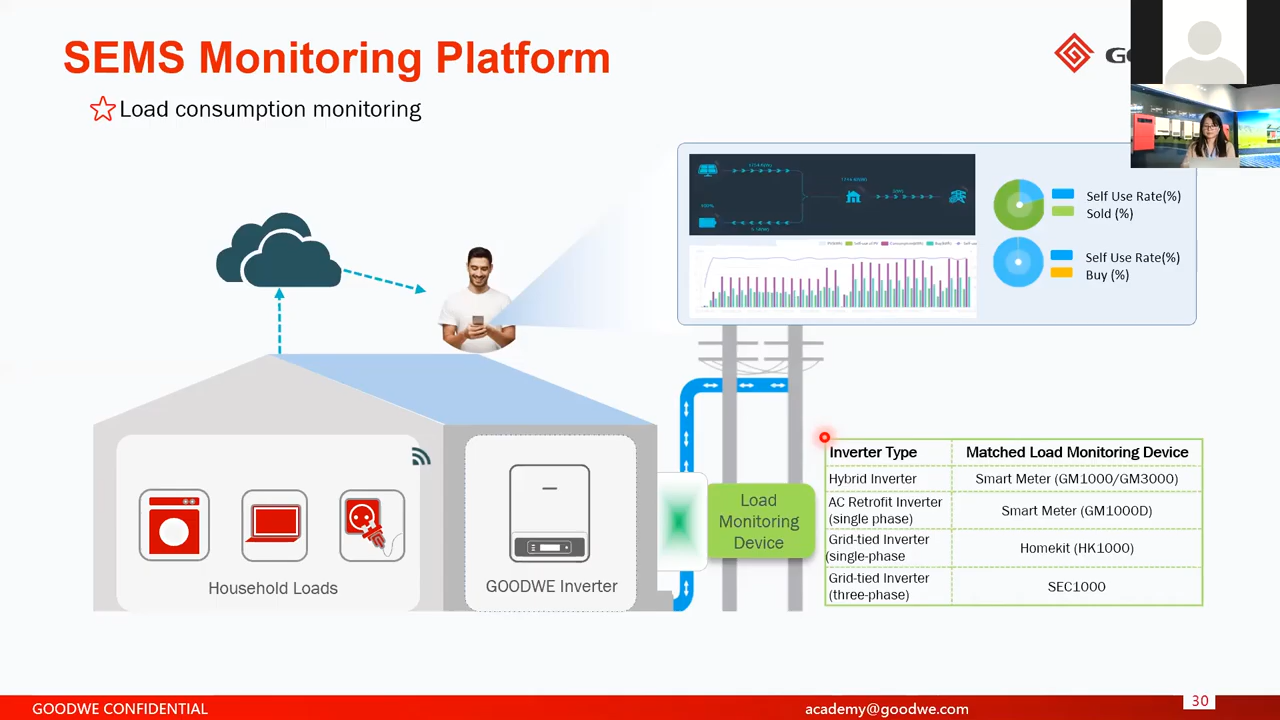 SEMS Monitoring Platform
Load consumption monitoring
Self Use Rate(%)
Sold (%)
Self Use Rate(%)
Buy (%)
Load
Monitoring
Device
Inverter Type
Matched Load Monitoring Device
Hybrid Inverter
Smart Meter (GM1000/GM3000)
AC Retrofit Inverter
(single phase)
Smart Meter (GM1000D)
Grid-tied Inverter
(single-phase
Homekit (HK1000)
Grid-tied Inverter
(three-phase)
SEC1000
Household Loads
GOODWE Inverter
GOODWE CONFIDENTIAL
academy@goodwe.com
30